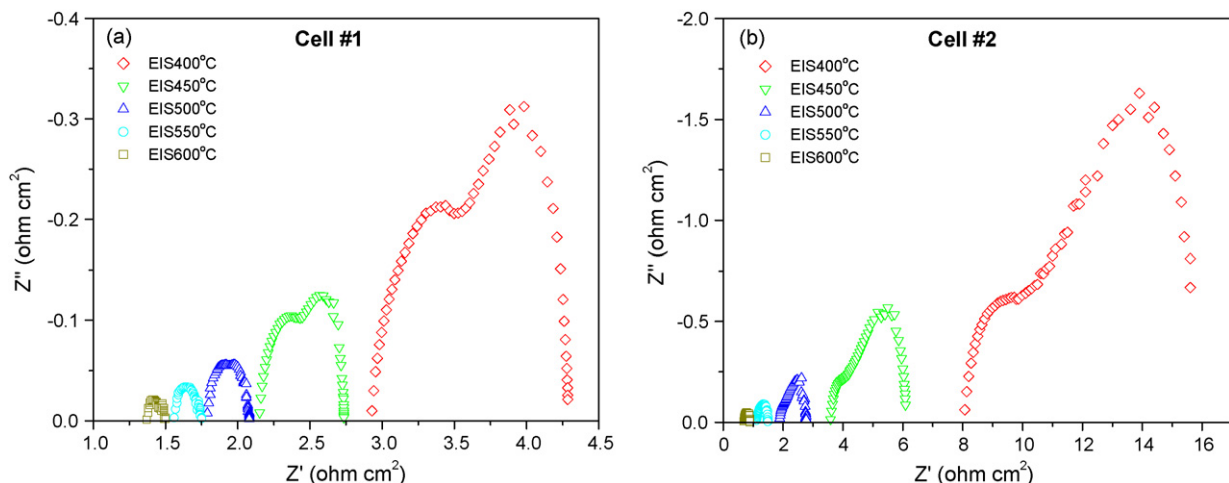 (a)
Cell #1
EIS400°C
EIS450°C
EIS500°C
EIS550°C
EIS600°C
-0.4
-0.3
-0.2
-0.1
0.0
Z'' (ohm cm²)
1.0 1.5 2.0 2.5 3.0 3.5 4.0 4.5
Z' (ohm cm²)
(b)
Cell #2
EIS400°C
EIS450°C
EIS500°C
EIS550°C
EIS600°C
-2.0
-1.5
-1.0
-0.5
0.0
Z'' (ohm cm²)
0 2 4 6 8 10 12 14 16
Z' (ohm cm²)